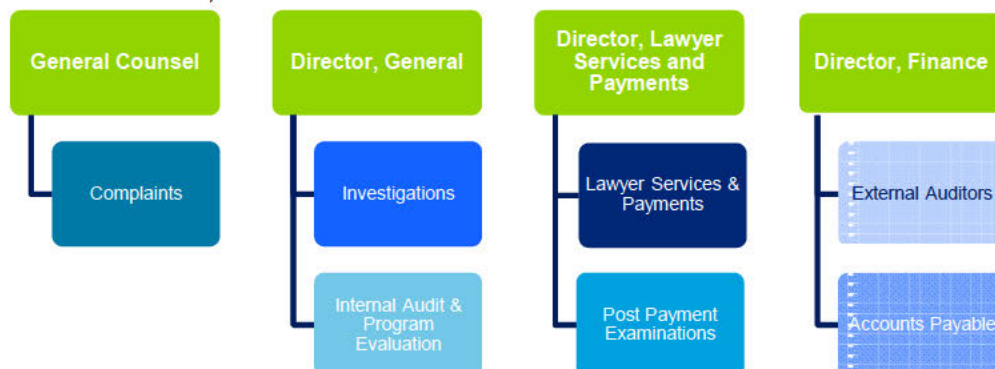 General Counsel
Complaints
Director, General
Investigations
Internal Audit &
Program
Evaluation
Director, Lawyer
Services and
Payments
Lawyer Services &
Payments
Post Payment
Examinations
Director, Finance
External Auditors
Accounts Payable